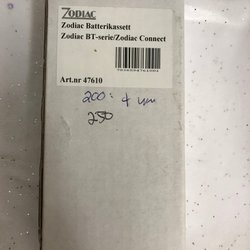 ZODIAC
Zodiac Batterikassett
Zodiac BT-serie/Zodiac Connect
Art.nr 47610
200:
250